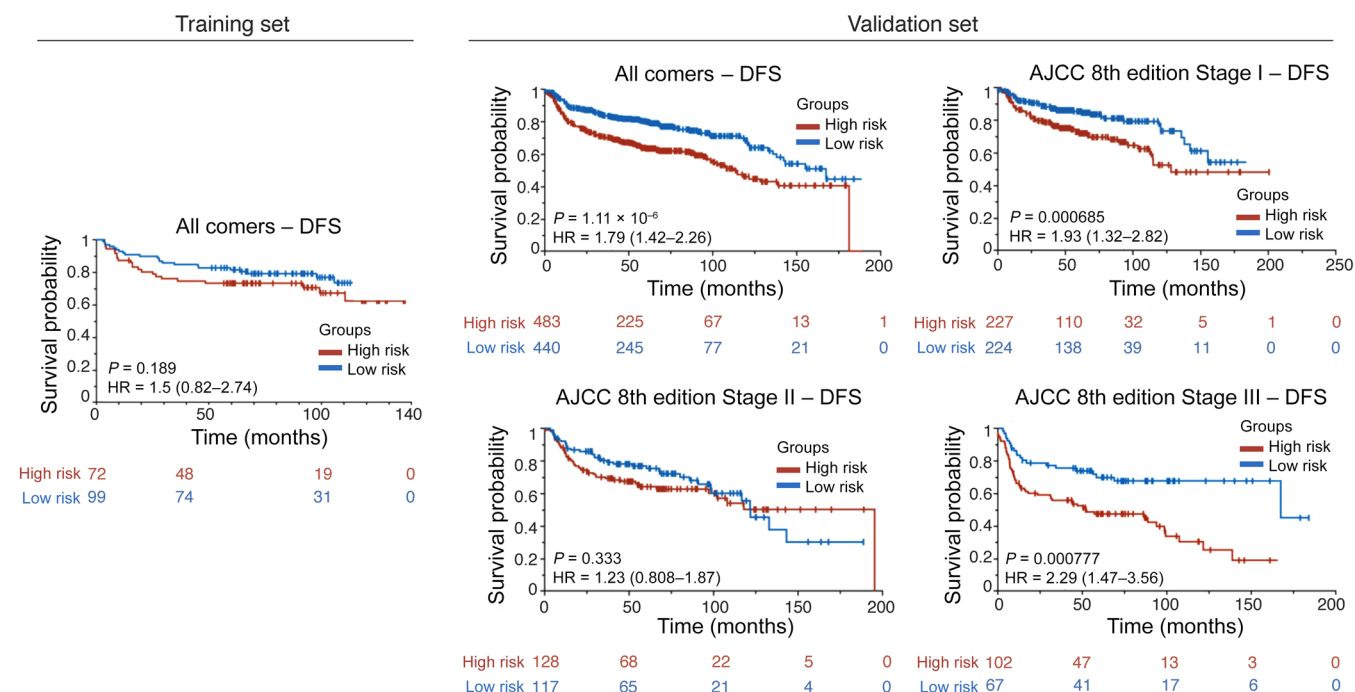 Training set
Validation set
All comers – DFS
Survival probability
1
0.8
0.6
0.4
0.2
0
P = 0.189
HR = 1.5 (0.82–2.74)
Groups
High risk
Low risk
0 50 100 140
Time (months)
High risk 72 48 19 0
Low risk 99 74 31 0
All comers – DFS
Survival probability
1
0.8
0.6
0.4
0.2
0
Groups
High risk
Low risk
P = 1.11 × 10⁻⁶
HR = 1.79 (1.42–2.26)
0 50 100 150 200
Time (months)
High risk 483 225 67 13 1
Low risk 440 245 77 21 0
AJCC 8th edition Stage I – DFS
Survival probability
1
0.8
0.6
0.4
0.2
0
Groups
High risk
Low risk
P = 0.000685
HR = 1.93 (1.32–2.82)
0 50 100 150 200 250
Time (months)
High risk 227 110 32 5 1 0
Low risk 224 138 39 11 0 0
AJCC 8th edition Stage II – DFS
Survival probability
1
0.8
0.6
0.4
0.2
0
Groups
High risk
Low risk
P = 0.333
HR = 1.23 (0.808–1.87)
0 50 100 150 200
Time (months)
High risk 128 68 22 5 0
Low risk 117 65 21 4 0
AJCC 8th edition Stage III – DFS
Survival probability
1
0.8
0.6
0.4
0.2
0
Groups
High risk
Low risk
P = 0.000777
HR = 2.29 (1.47–3.56)
0 50 100 150 200
Time (months)
High risk 102 47 13 3 0
Low risk 67 41 17 6 0